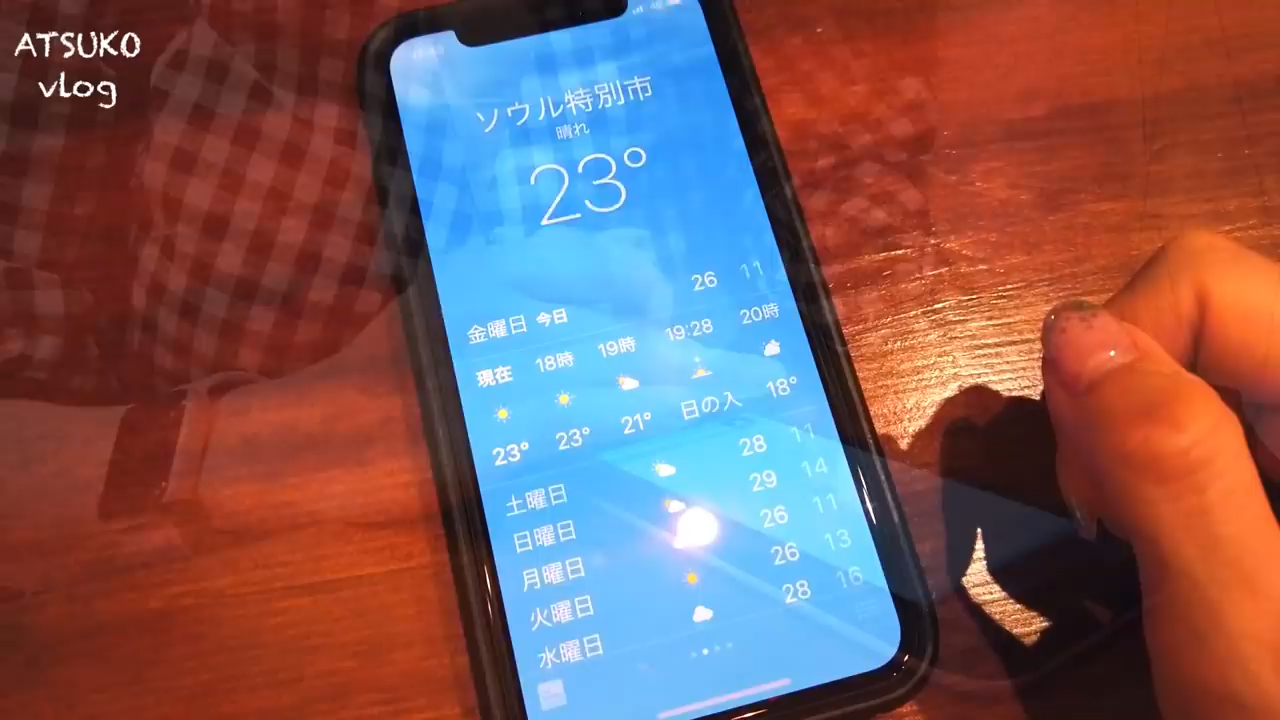 ATSUKO
vlog
ソウル特別市
晴れ
23°
金曜日 今日 26 11
現在 18時 19時 19:28 20時
23° 23° 21° 日の入 18°
土曜日 28 11
日曜日 29 14
月曜日 26 11
火曜日 26 13
水曜日 28 16